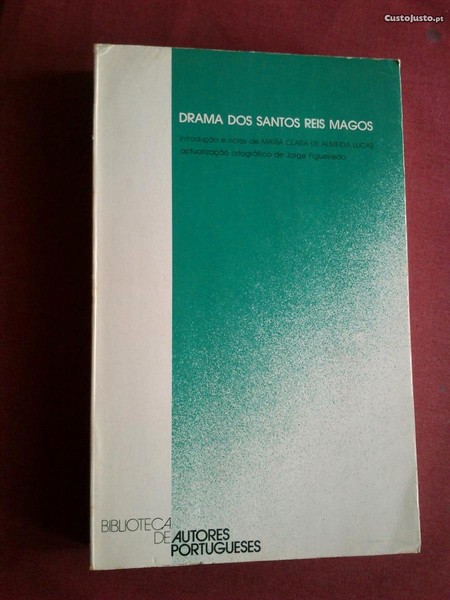 CustoJusto.pt
DRAMA DOS SANTOS REIS MAGOS
introdução e notas de MARIA CLARA DE ALMEIDA LUCAS
actualização ortográfica de Jorge Figueiredo
BIBLIOTECA
DE AUTORES
PORTUGUESES